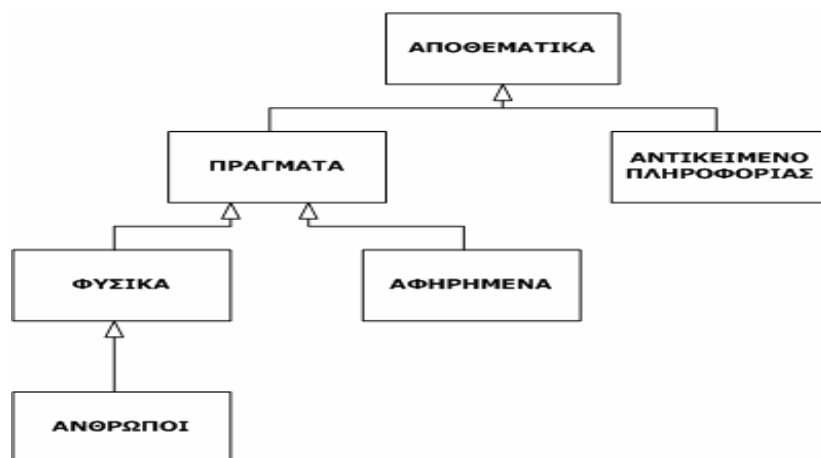 ΑΠΟΘΕΜΑΤΙΚΑ
ΠΡΑΓΜΑΤΑ
ΑΝΤΙΚΕΙΜΕΝΟ
ΠΛΗΡΟΦΟΡΙΑΣ
ΦΥΣΙΚΑ
ΑΦΗΡΗΜΕΝΑ
ΑΝΘΡΩΠΟΙ